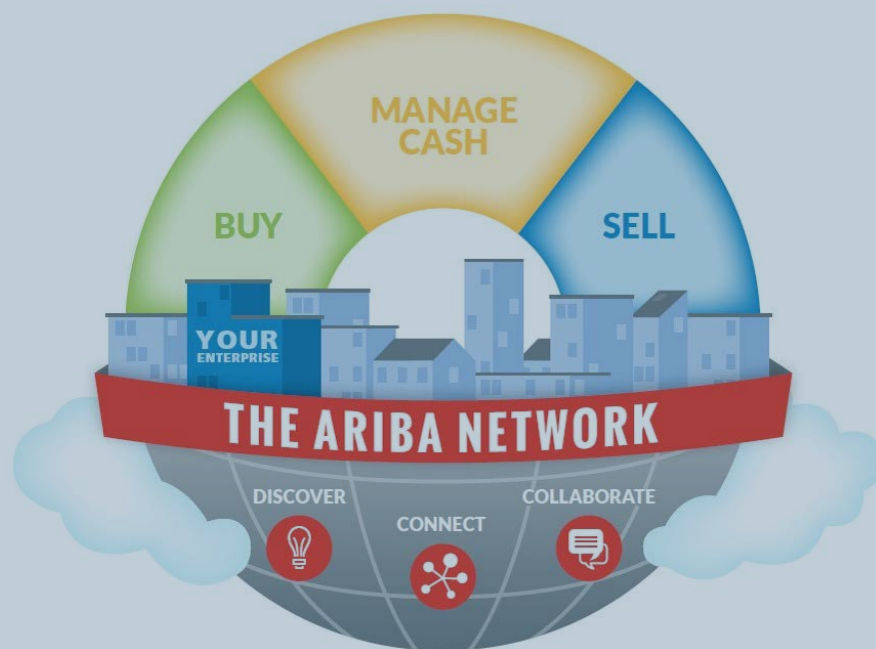 MANAGE
CASH
BUY
SELL
YOUR
ENTERPRISE
THE ARIBA NETWORK
DISCOVER
CONNECT
COLLABORATE